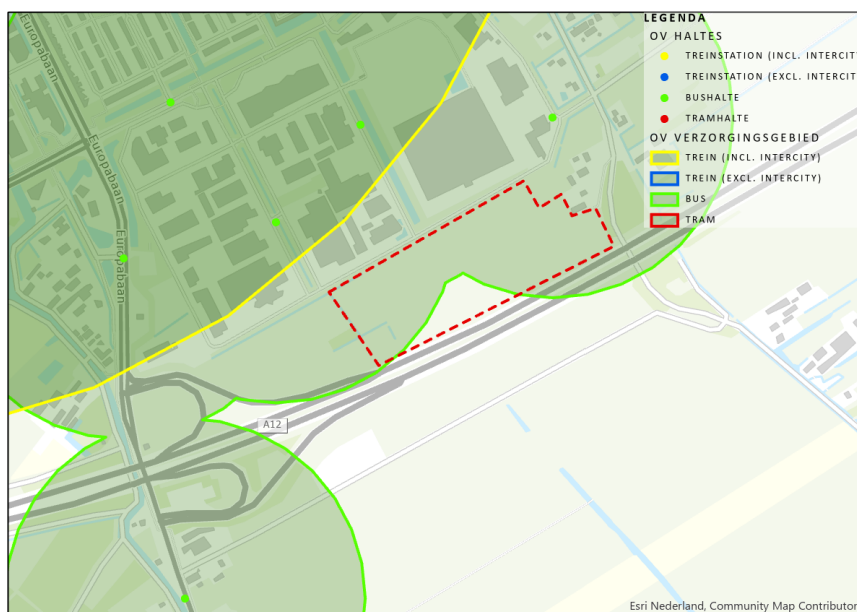 LEGENDA
OV HALTES
TREINSTATION (INCL. INTERCIT
TREINSTATION (EXCL. INTERCIT
BUSHALTE
TRAMHALTE
OV VERZORGINGSGEBIED
TREIN (INCL. INTERCITY)
TREIN (EXCL. INTERCITY)
BUS
TRAM
Europabaan
Europabaan
Europabaan
A12
Esri Nederland, Community Map Contributor